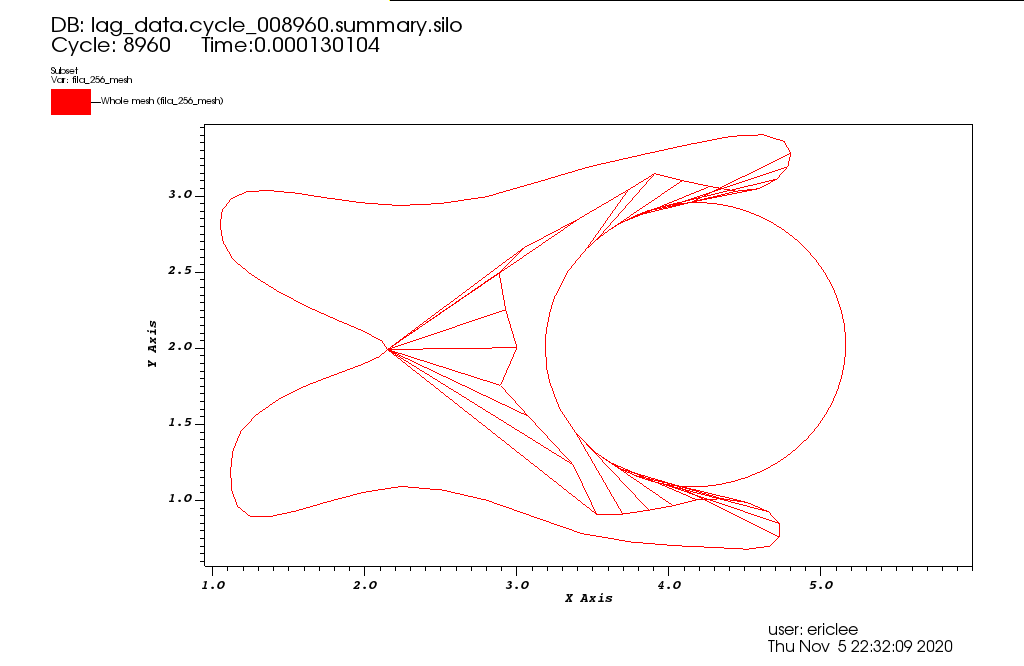 DB: lag_data.cycle_008960.summary.silo
Cycle: 8960 Time:0.000130104
Subset
Var: fila_256_mesh
Whole mesh (fila_256_mesh)
3.0
2.5
2.0
1.5
1.0
Y Axis
1.0 2.0 3.0 4.0 5.0
X Axis
user: ericlee
Thu Nov 5 22:32:09 2020